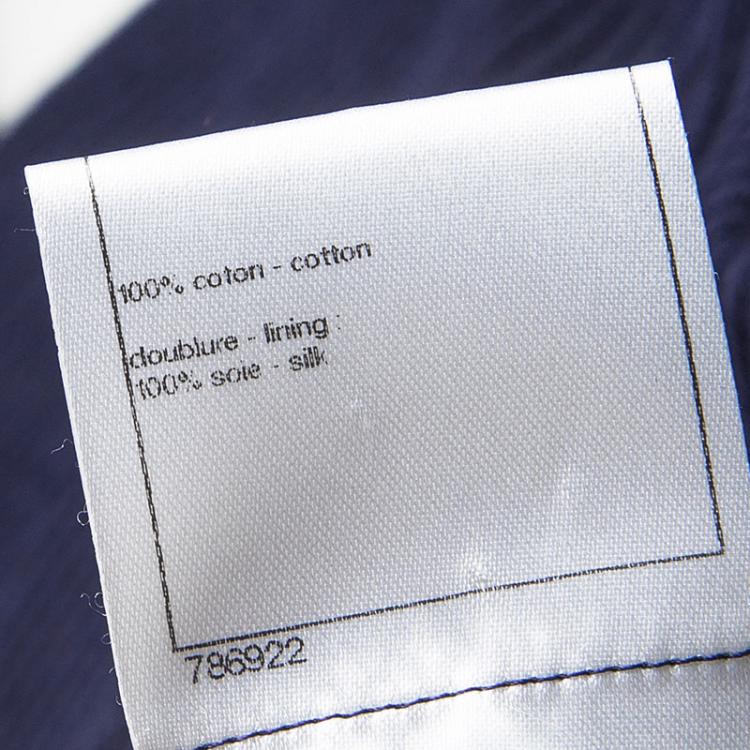 100% coton - cotton
doublure - lining :
100% soie - silk
786922